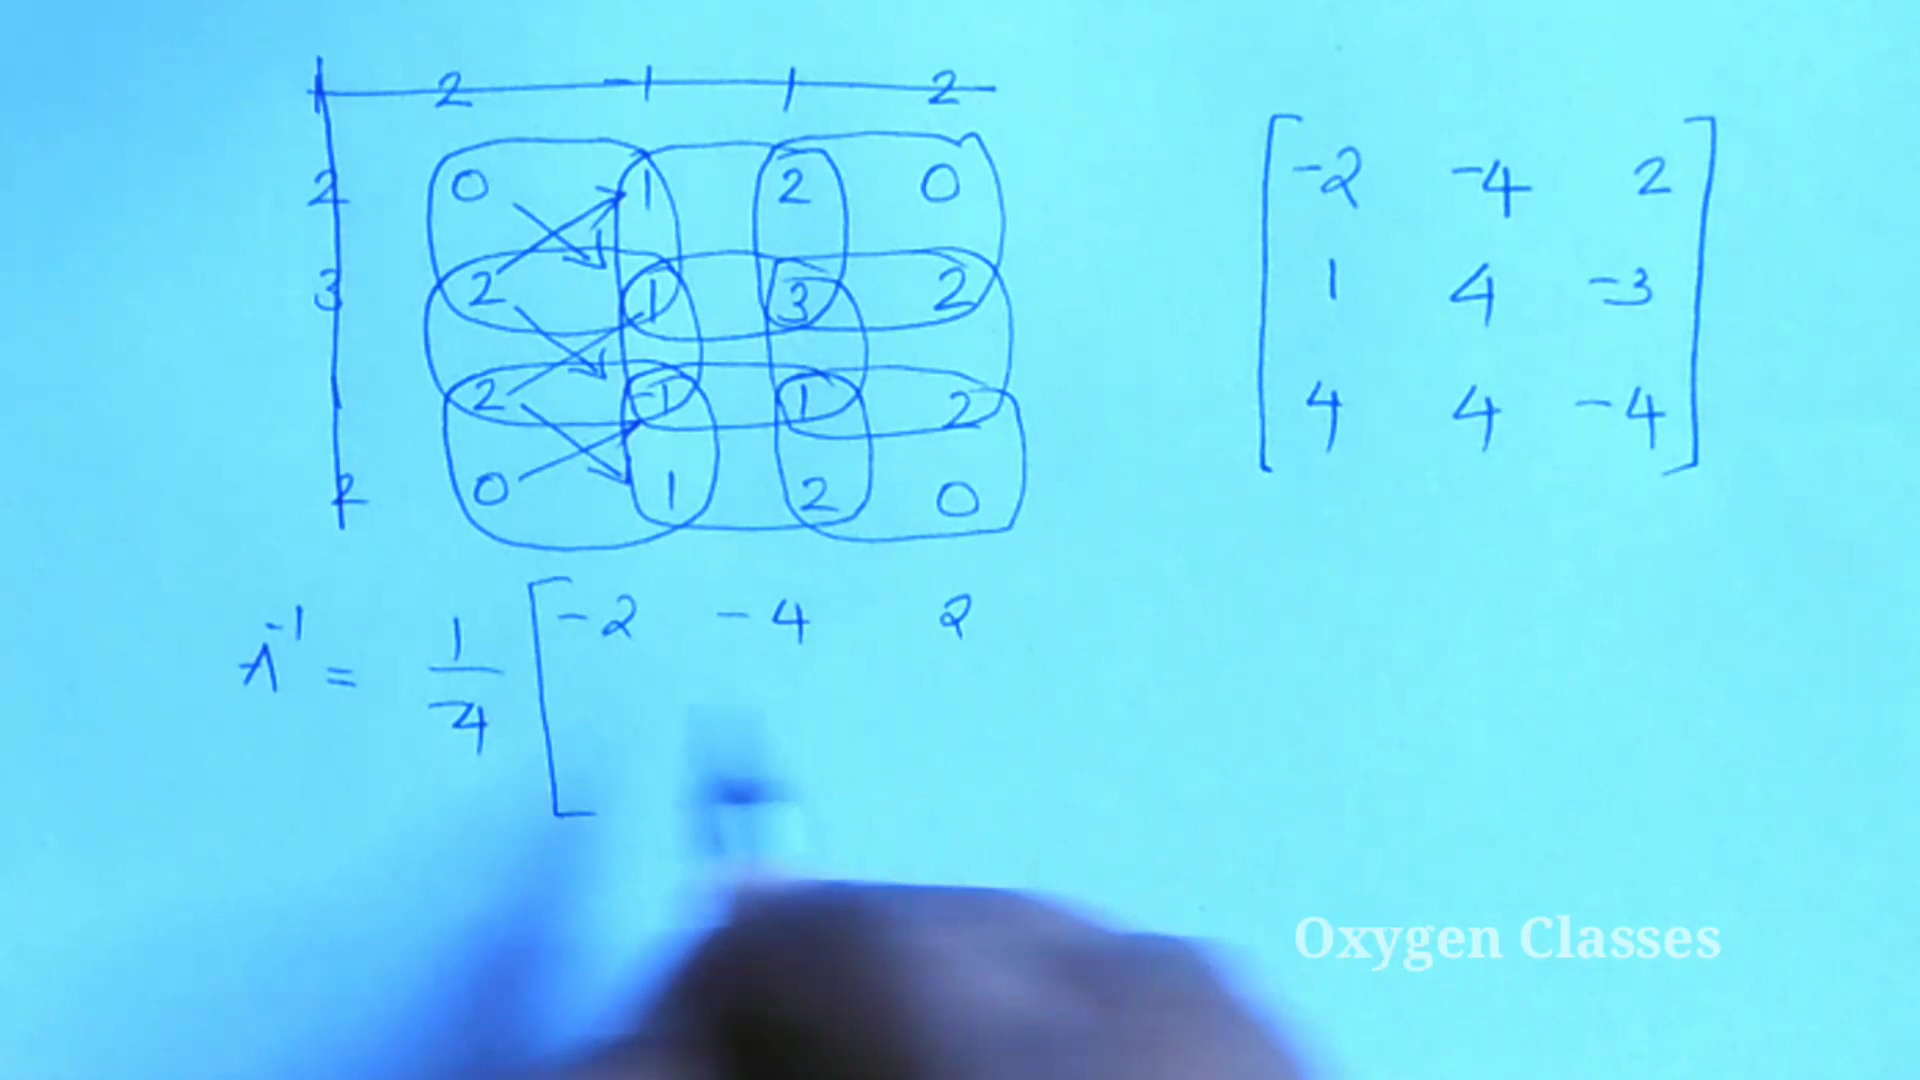 2 -1 1 2
2 0 1 2 0 -2 -4 2
3 2 1 3 2 1 4 -3
1 2 -1 1 2 4 4 -4
2 0 1 2 0
A⁻¹ = 1/-4 [ -2 -4 2
Oxygen Classes